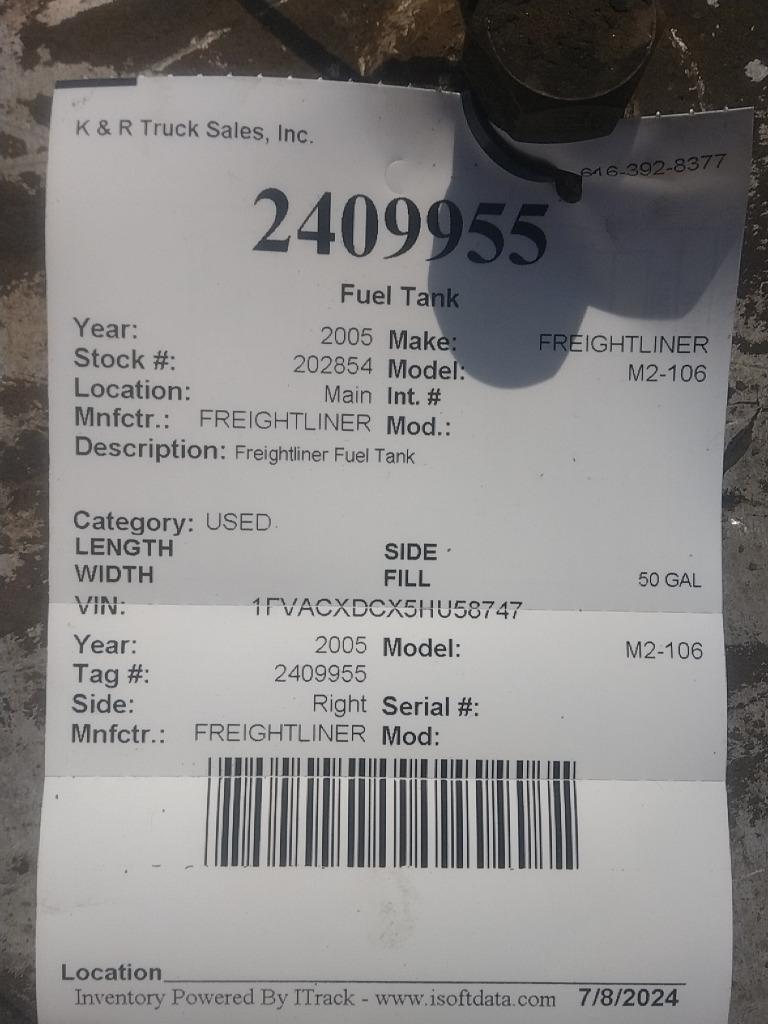 K & R Truck Sales, Inc. 616-392-8377
2409955
Fuel Tank
Year: 2005 Make: FREIGHTLINER
Stock #: 202854 Model: M2-106
Location: Main Int. #
Mnfctr.: FREIGHTLINER Mod.:
Description: Freightliner Fuel Tank
Category: USED
LENGTH SIDE
WIDTH FILL 50 GAL
VIN: 1FVACXDCX5HU58747
Year: 2005 Model: M2-106
Tag #: 2409955
Side: Right Serial #:
Mnfctr.: FREIGHTLINER Mod:
Location
Inventory Powered By ITrack - www.isoftdata.com 7/8/2024